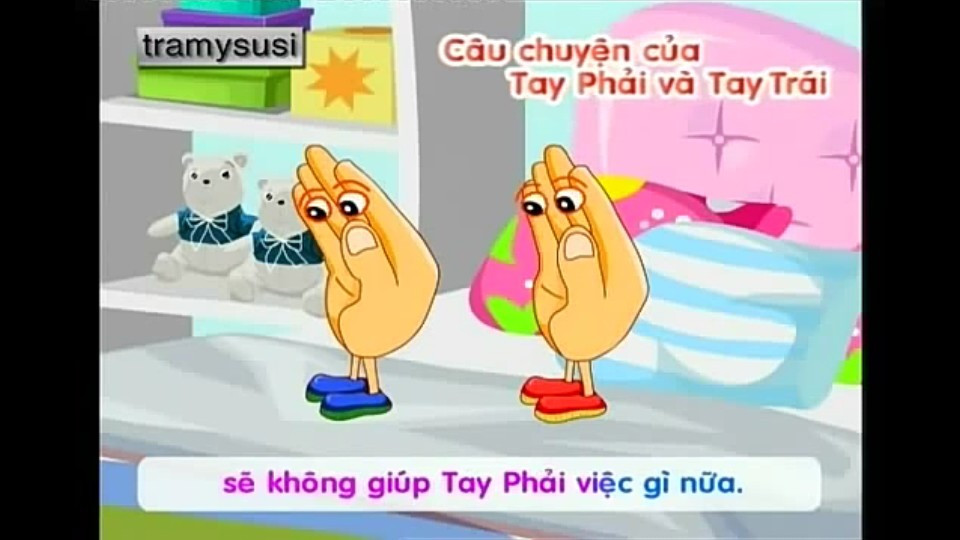 tramysusi
Câu chuyện của
Tay Phải và Tay Trái
sẽ không giúp Tay Phải việc gì nữa.